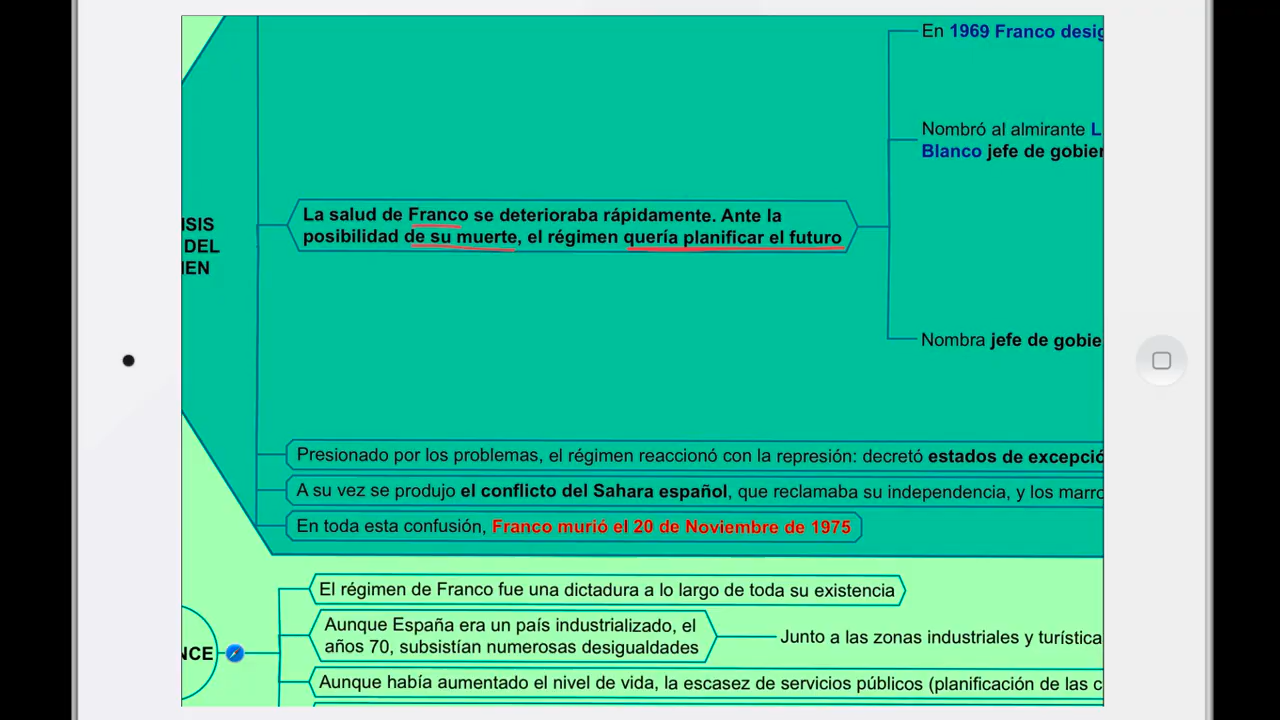 En 1969 Franco desig
Nombró al almirante L
Blanco jefe de gobier
La salud de Franco se deterioraba rápidamente. Ante la
posibilidad de su muerte, el régimen quería planificar el futuro
ISIS
DEL
MEN
Nombra jefe de gobie
Presionado por los problemas, el régimen reaccionó con la represión: decretó estados de excepció
A su vez se produjo el conflicto del Sahara español, que reclamaba su independencia, y los marro
En toda esta confusión, Franco murió el 20 de Noviembre de 1975
El régimen de Franco fue una dictadura a lo largo de toda su existencia
Aunque España era un país industrializado, el
años 70, subsistían numerosas desigualdades
Junto a las zonas industriales y turística
NCE
Aunque había aumentado el nivel de vida, la escasez de servicios públicos (planificación de las c